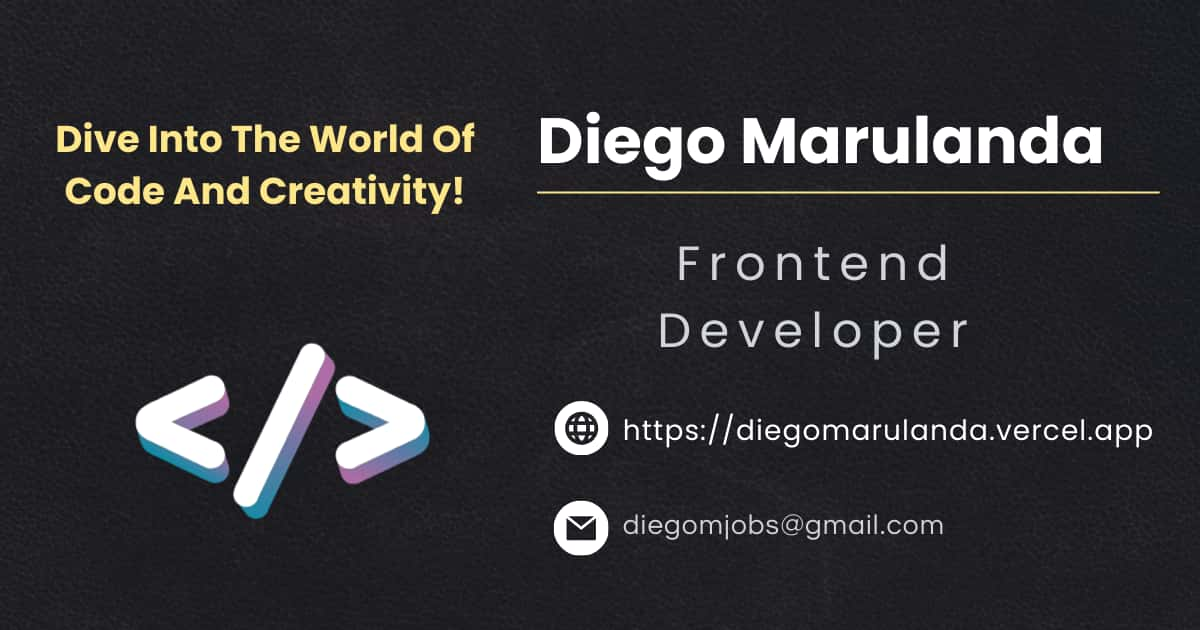 Dive Into The World Of
Code And Creativity!
Diego Marulanda
Frontend
Developer
https://diegomarulanda.vercel.app
diegomjobs@gmail.com